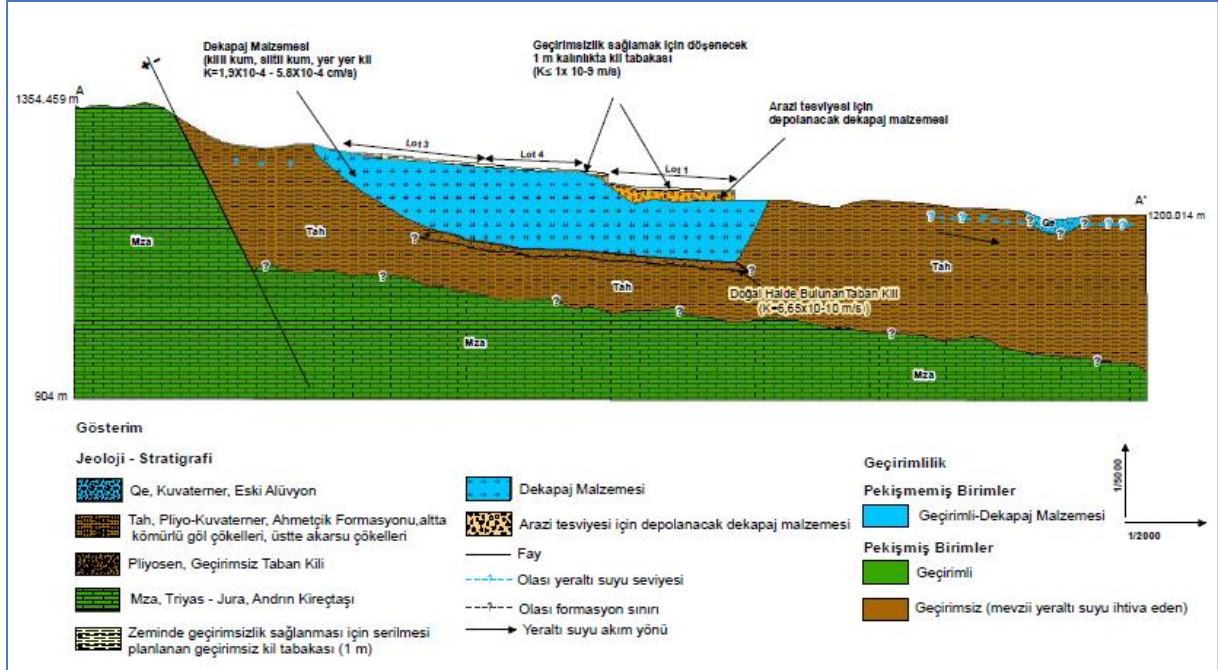 Dekapaj Malzemesi
(killi kum, siltli kum, yer yer kil
K=1,9X10-4 - 5.8X10-4 cm/s)
Geçirimsizlik sağlamak için döşenecek
1 m kalınlıkta kil tabakası
(K≤ 1x 10-9 m/s)
Arazi tesviyesi için
depolanacak dekapaj malzemesi
+ -
A
1354.459 m
Lot 3
Lot 4
Lot 1
A'
1200.014 m
? ? ? ? ? ? ?
Qe
?
Mza
Tah
Tah
Tah
? ? ?
Doğal Halde Bulunan Taban Kili
(K=6,65x10-10 m/s)
? ? ? ? ? ? ?
Mza
Mza
904 m
Gösterim
Jeoloji - Stratigrafi
Qe, Kuvaterner, Eski Alüvyon
Tah, Pliyo-Kuvaterner, Ahmetçik Formasyonu,altta
kömürlü göl çökelleri, üstte akarsu çökelleri
Pliyosen, Geçirimsiz Taban Kili
Mza, Triyas - Jura, Andrın Kireçtaşı
Zeminde geçirimsizlik sağlanması için serilmesi
planlanan geçirimsiz kil tabakası (1 m)
Dekapaj Malzemesi
Arazi tesviyesi için depolanacak dekapaj malzemesi
Fay
? Olası yeraltı suyu seviyesi
? Olası formasyon sınırı
Yeraltı suyu akım yönü
Geçirimlilik
Pekişmemiş Birimler
Geçirimli-Dekapaj Malzemesi
Pekişmiş Birimler
Geçirimli
Geçirimsiz (mevzii yeraltı suyu ihtiva eden)
1/5000
1/2000